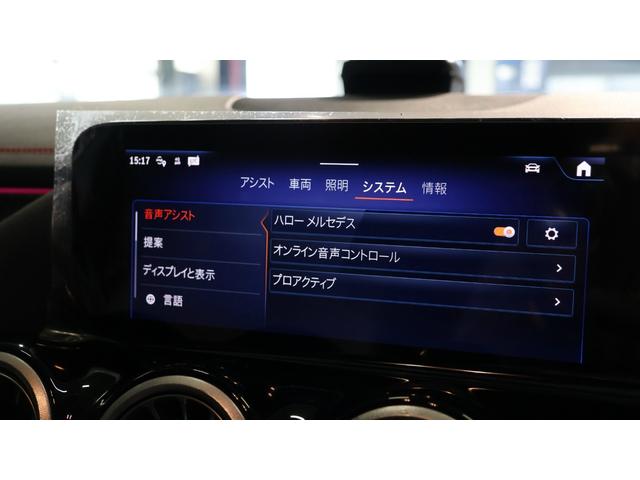 15:17
アシスト 車両 照明 システム 情報
音声アシスト
提案
ディスプレイと表示
言語
ハロー メルセデス
オンライン音声コントロール
プロアクティブ